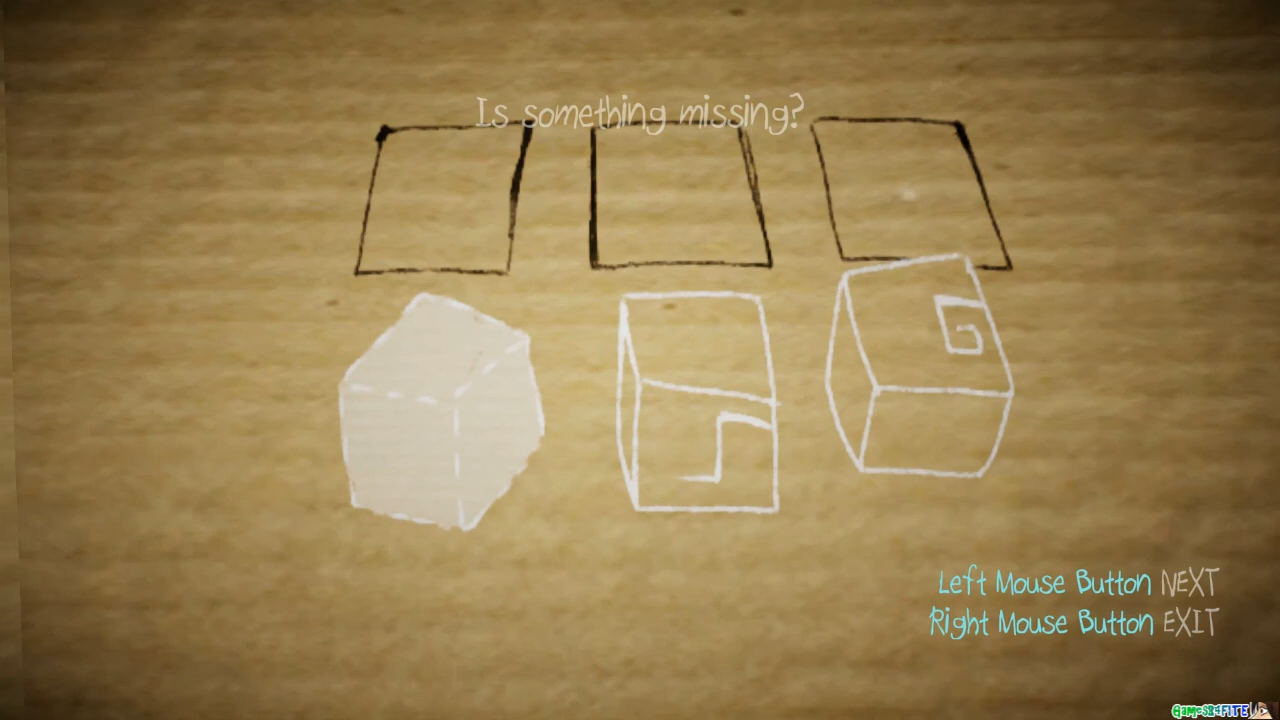 Is something missing?
Left Mouse Button NEXT
Right Mouse Button EXIT